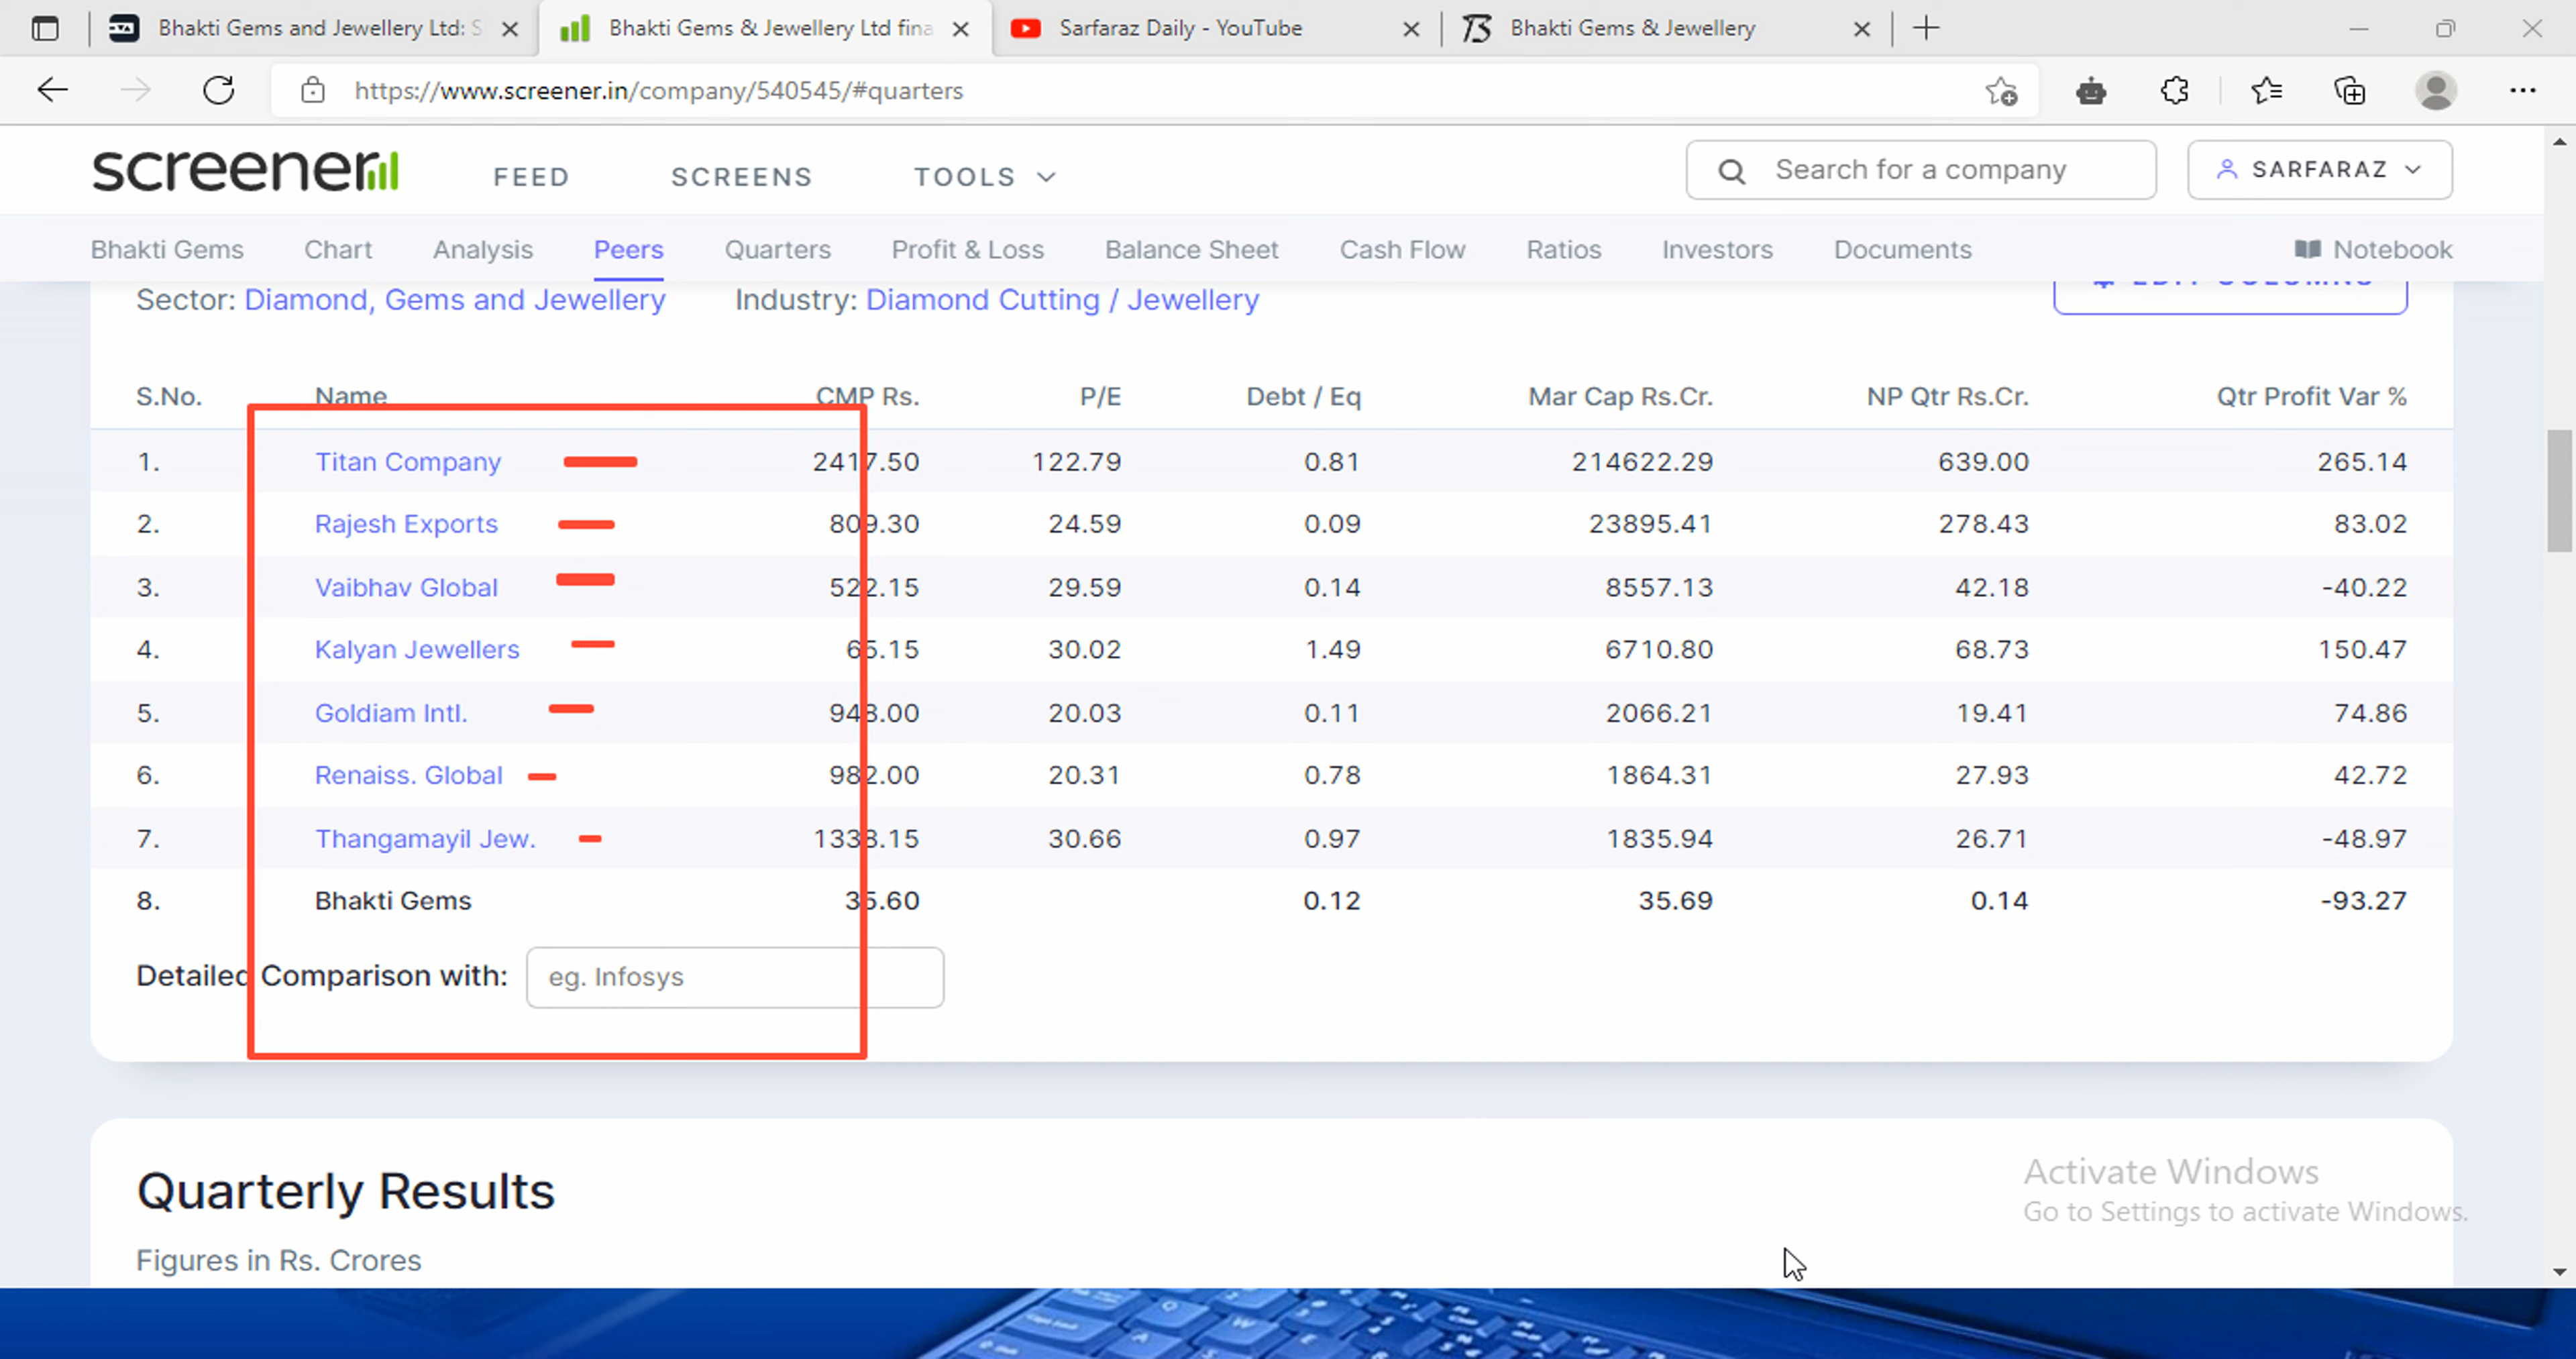 Bhakti Gems and Jewellery Ltd: S
Bhakti Gems & Jewellery Ltd fina
Sarfaraz Daily - YouTube
Bhakti Gems & Jewellery
https://www.screener.in/company/540545/#quarters
screener FEED SCREENS TOOLS Search for a company SARFARAZ
Bhakti Gems Chart Analysis Peers Quarters Profit & Loss Balance Sheet Cash Flow Ratios Investors Documents Notebook
Sector: Diamond, Gems and Jewellery Industry: Diamond Cutting / Jewellery EDIT COLUMNS
S.No. Name CMP Rs. P/E Debt / Eq Mar Cap Rs.Cr. NP Qtr Rs.Cr. Qtr Profit Var %
1. Titan Company 2417.50 122.79 0.81 214622.29 639.00 265.14
2. Rajesh Exports 809.30 24.59 0.09 23895.41 278.43 83.02
3. Vaibhav Global 522.15 29.59 0.14 8557.13 42.18 -40.22
4. Kalyan Jewellers 65.15 30.02 1.49 6710.80 68.73 150.47
5. Goldiam Intl. 948.00 20.03 0.11 2066.21 19.41 74.86
6. Renaiss. Global 982.00 20.31 0.78 1864.31 27.93 42.72
7. Thangamayil Jew. 1338.15 30.66 0.97 1835.94 26.71 -48.97
8. Bhakti Gems 35.60 0.12 35.69 0.14 -93.27
Detailed Comparison with: eg. Infosys
Quarterly Results
Figures in Rs. Crores
Activate Windows
Go to Settings to activate Windows.